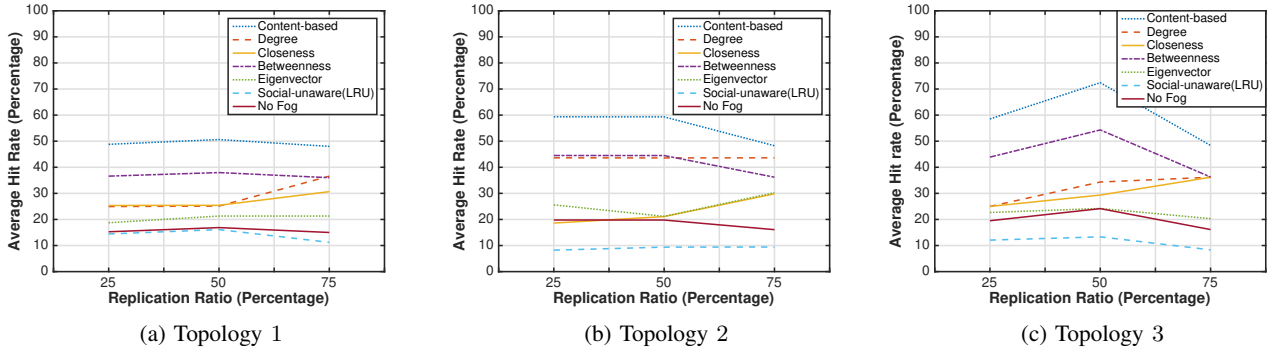 100
90
80
70
60
50
40
30
20
10
0
Average Hit Rate (Percentage)
25
50
75
Replication Ratio (Percentage)
Content-based
Degree
Closeness
Betweenness
Eigenvector
Social-unaware(LRU)
No Fog
(a) Topology 1
100
90
80
70
60
50
40
30
20
10
0
Average Hit Rate (Percentage)
25
50
75
Replication Ratio (Percentage)
Content-based
Degree
Closeness
Betweenness
Eigenvector
Social-unaware(LRU)
No Fog
(b) Topology 2
100
90
80
70
60
50
40
30
20
10
0
Average Hit rate (Percentage)
25
50
75
Replication Ratio (Percentage)
Content-based
Degree
Closeness
Betweenness
Eigenvector
Social-unaware(LRU)
No Fog
(c) Topology 3